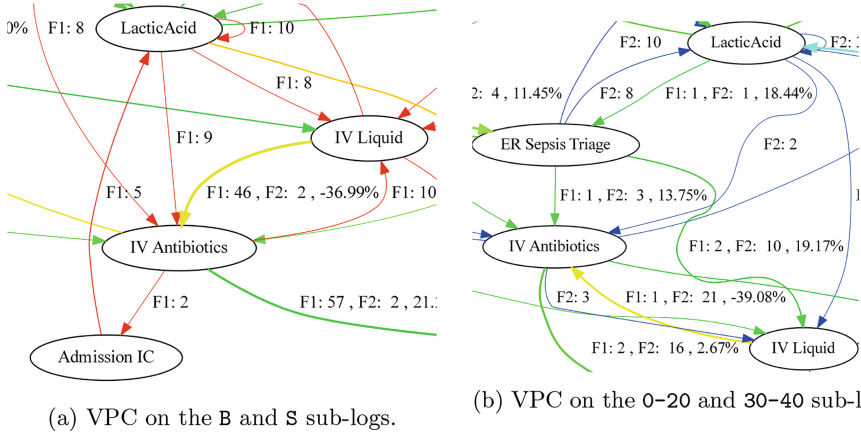 0%
F1: 8
LacticAcid
F1: 10
F1: 8
F1: 9
IV Liquid
F1: 5
F1: 46 , F2: 2 , -36.99%
F1: 10
IV Antibiotics
F1: 2
F1: 57 , F2: 2 , 21.
Admission IC
(a) VPC on the B and S sub-logs.
F2: 10
LacticAcid
F2:
2: 4 , 11.45%
F2: 8
F1: 1 , F2: 1 , 18.44%
ER Sepsis Triage
F2: 2
F1: 1 , F2: 3 , 13.75%
IV Antibiotics
F1: 2 , F2: 10 , 19.17%
F2: 3
F1: 1 , F2: 21 , -39.08%
F1: 2 , F2: 16 , 2.67%
IV Liquid
(b) VPC on the 0-20 and 30-40 sub-l